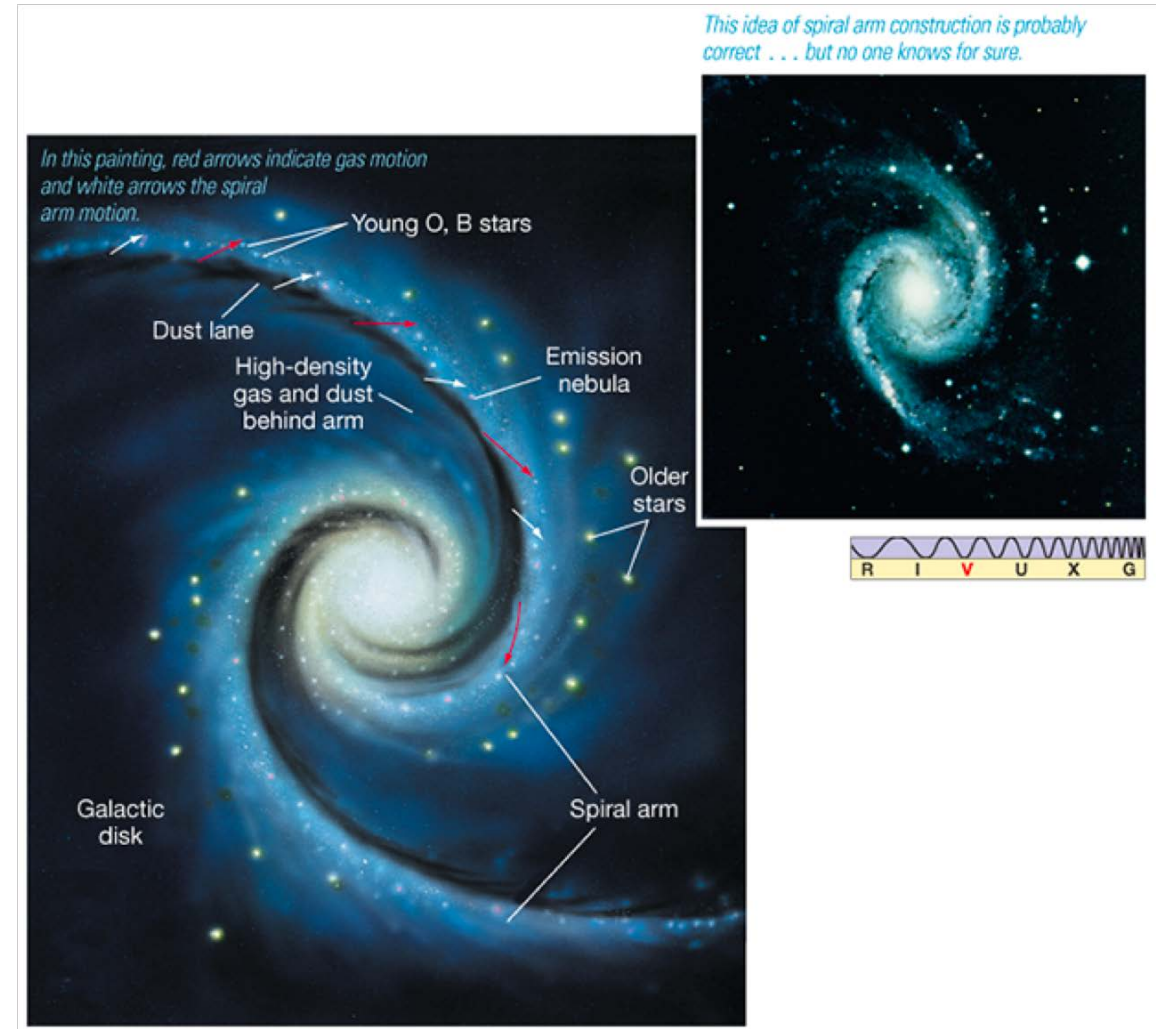 This idea of spiral arm construction is probably
correct . . . but no one knows for sure.
In this painting, red arrows indicate gas motion
and white arrows the spiral
arm motion.
Young O, B stars
Dust lane
High-density
gas and dust
behind arm
Emission
nebula
Older
stars
Spiral arm
Galactic
disk
R I V U X G